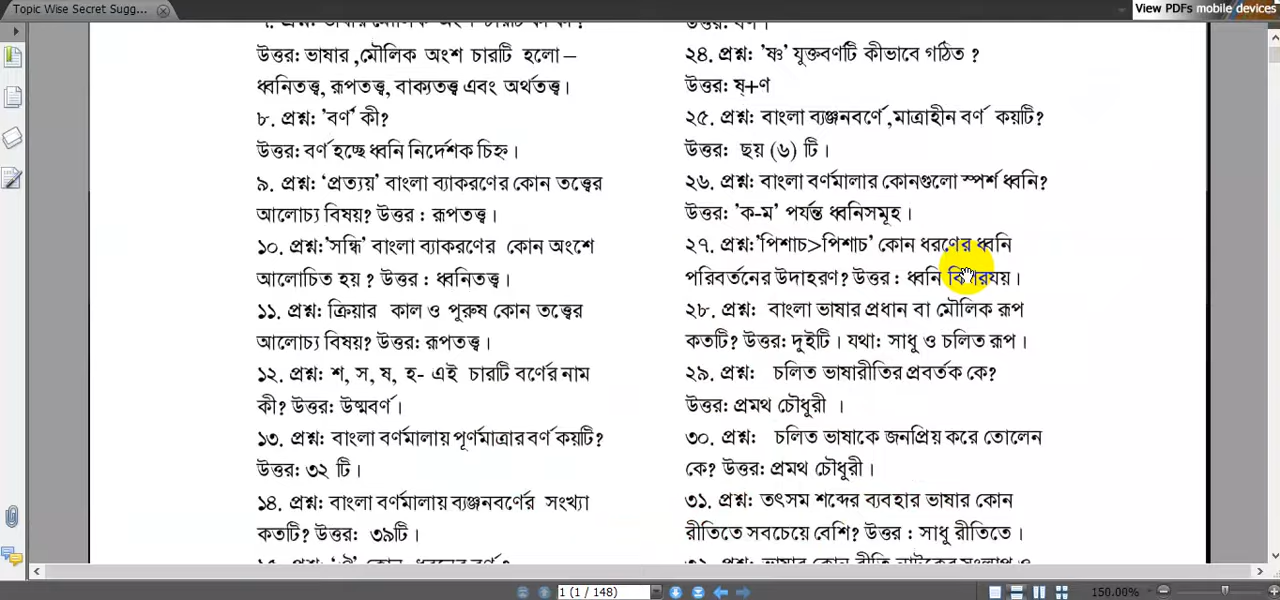 Topic Wise Secret Sugg...
View PDFs mobile devices
উত্তর: ভাষার ,মৌলিক অংশ চারটি হলো –
ধ্বনিতত্ত্ব, রূপতত্ত্ব, বাক্যতত্ত্ব এবং অর্থতত্ত্ব।
৮. প্রশ্ন: 'বর্ণ' কী?
উত্তর: বর্ণ হচ্ছে ধ্বনি নির্দেশক চিহ্ন।
৯. প্রশ্ন: 'প্রত্যয়' বাংলা ব্যাকরণের কোন তত্ত্বের
আলোচ্য বিষয়? উত্তর : রূপতত্ত্ব।
১০. প্রশ্ন:'সন্ধি' বাংলা ব্যাকরণের কোন অংশে
আলোচিত হয় ? উত্তর : ধ্বনিতত্ত্ব।
১১. প্রশ্ন: ক্রিয়ার কাল ও পুরুষ কোন তত্ত্বের
আলোচ্য বিষয়? উত্তর: রূপতত্ত্ব।
১২. প্রশ্ন: শ, স, ষ, হ- এই চারটি বর্ণের নাম
কী? উত্তর: উষ্মবর্ণ।
১৩. প্রশ্ন: বাংলা বর্ণমালায় পূর্ণমাত্রার বর্ণ কয়টি?
উত্তর: ৩২ টি।
১৪. প্রশ্ন: বাংলা বর্ণমালায় ব্যঞ্জনবর্ণের সংখ্যা
কতটি? উত্তর: ৩৯টি।
২৪. প্রশ্ন: 'ষ্ণ' যুক্তবর্ণটি কীভাবে গঠিত ?
উত্তর: ষ্+ণ
২৫. প্রশ্ন: বাংলা ব্যঞ্জনবর্ণে,মাত্রাহীন বর্ণ কয়টি?
উত্তর: ছয় (৬) টি।
২৬. প্রশ্ন: বাংলা বর্ণমালার কোনগুলো স্পর্শ ধ্বনি?
উত্তর: 'ক-ম' পর্যন্ত ধ্বনিসমূহ।
২৭. প্রশ্ন:'পিশাচ>পিশাচ' কোন ধরণের ধ্বনি
পরিবর্তনের উদাহরণ? উত্তর : ধ্বনি
২৮. প্রশ্ন: বাংলা ভাষার প্রধান বা মৌলিক রূপ
কতটি? উত্তর: দুইটি। যথা: সাধু ও চলিত রূপ।
২৯. প্রশ্ন: চলিত ভাষারীতির প্রবর্তক কে?
উত্তর: প্রমথ চৌধুরী ।
৩০. প্রশ্ন: চলিত ভাষাকে জনপ্রিয় করে তোলেন
কে? উত্তর: প্রমথ চৌধুরী।
৩১. প্রশ্ন: তৎসম শব্দের ব্যবহার ভাষার কোন
রীতিতে সবচেয়ে বেশি? উত্তর : সাধু রীতিতে।
1 (1 / 148)
150.00%